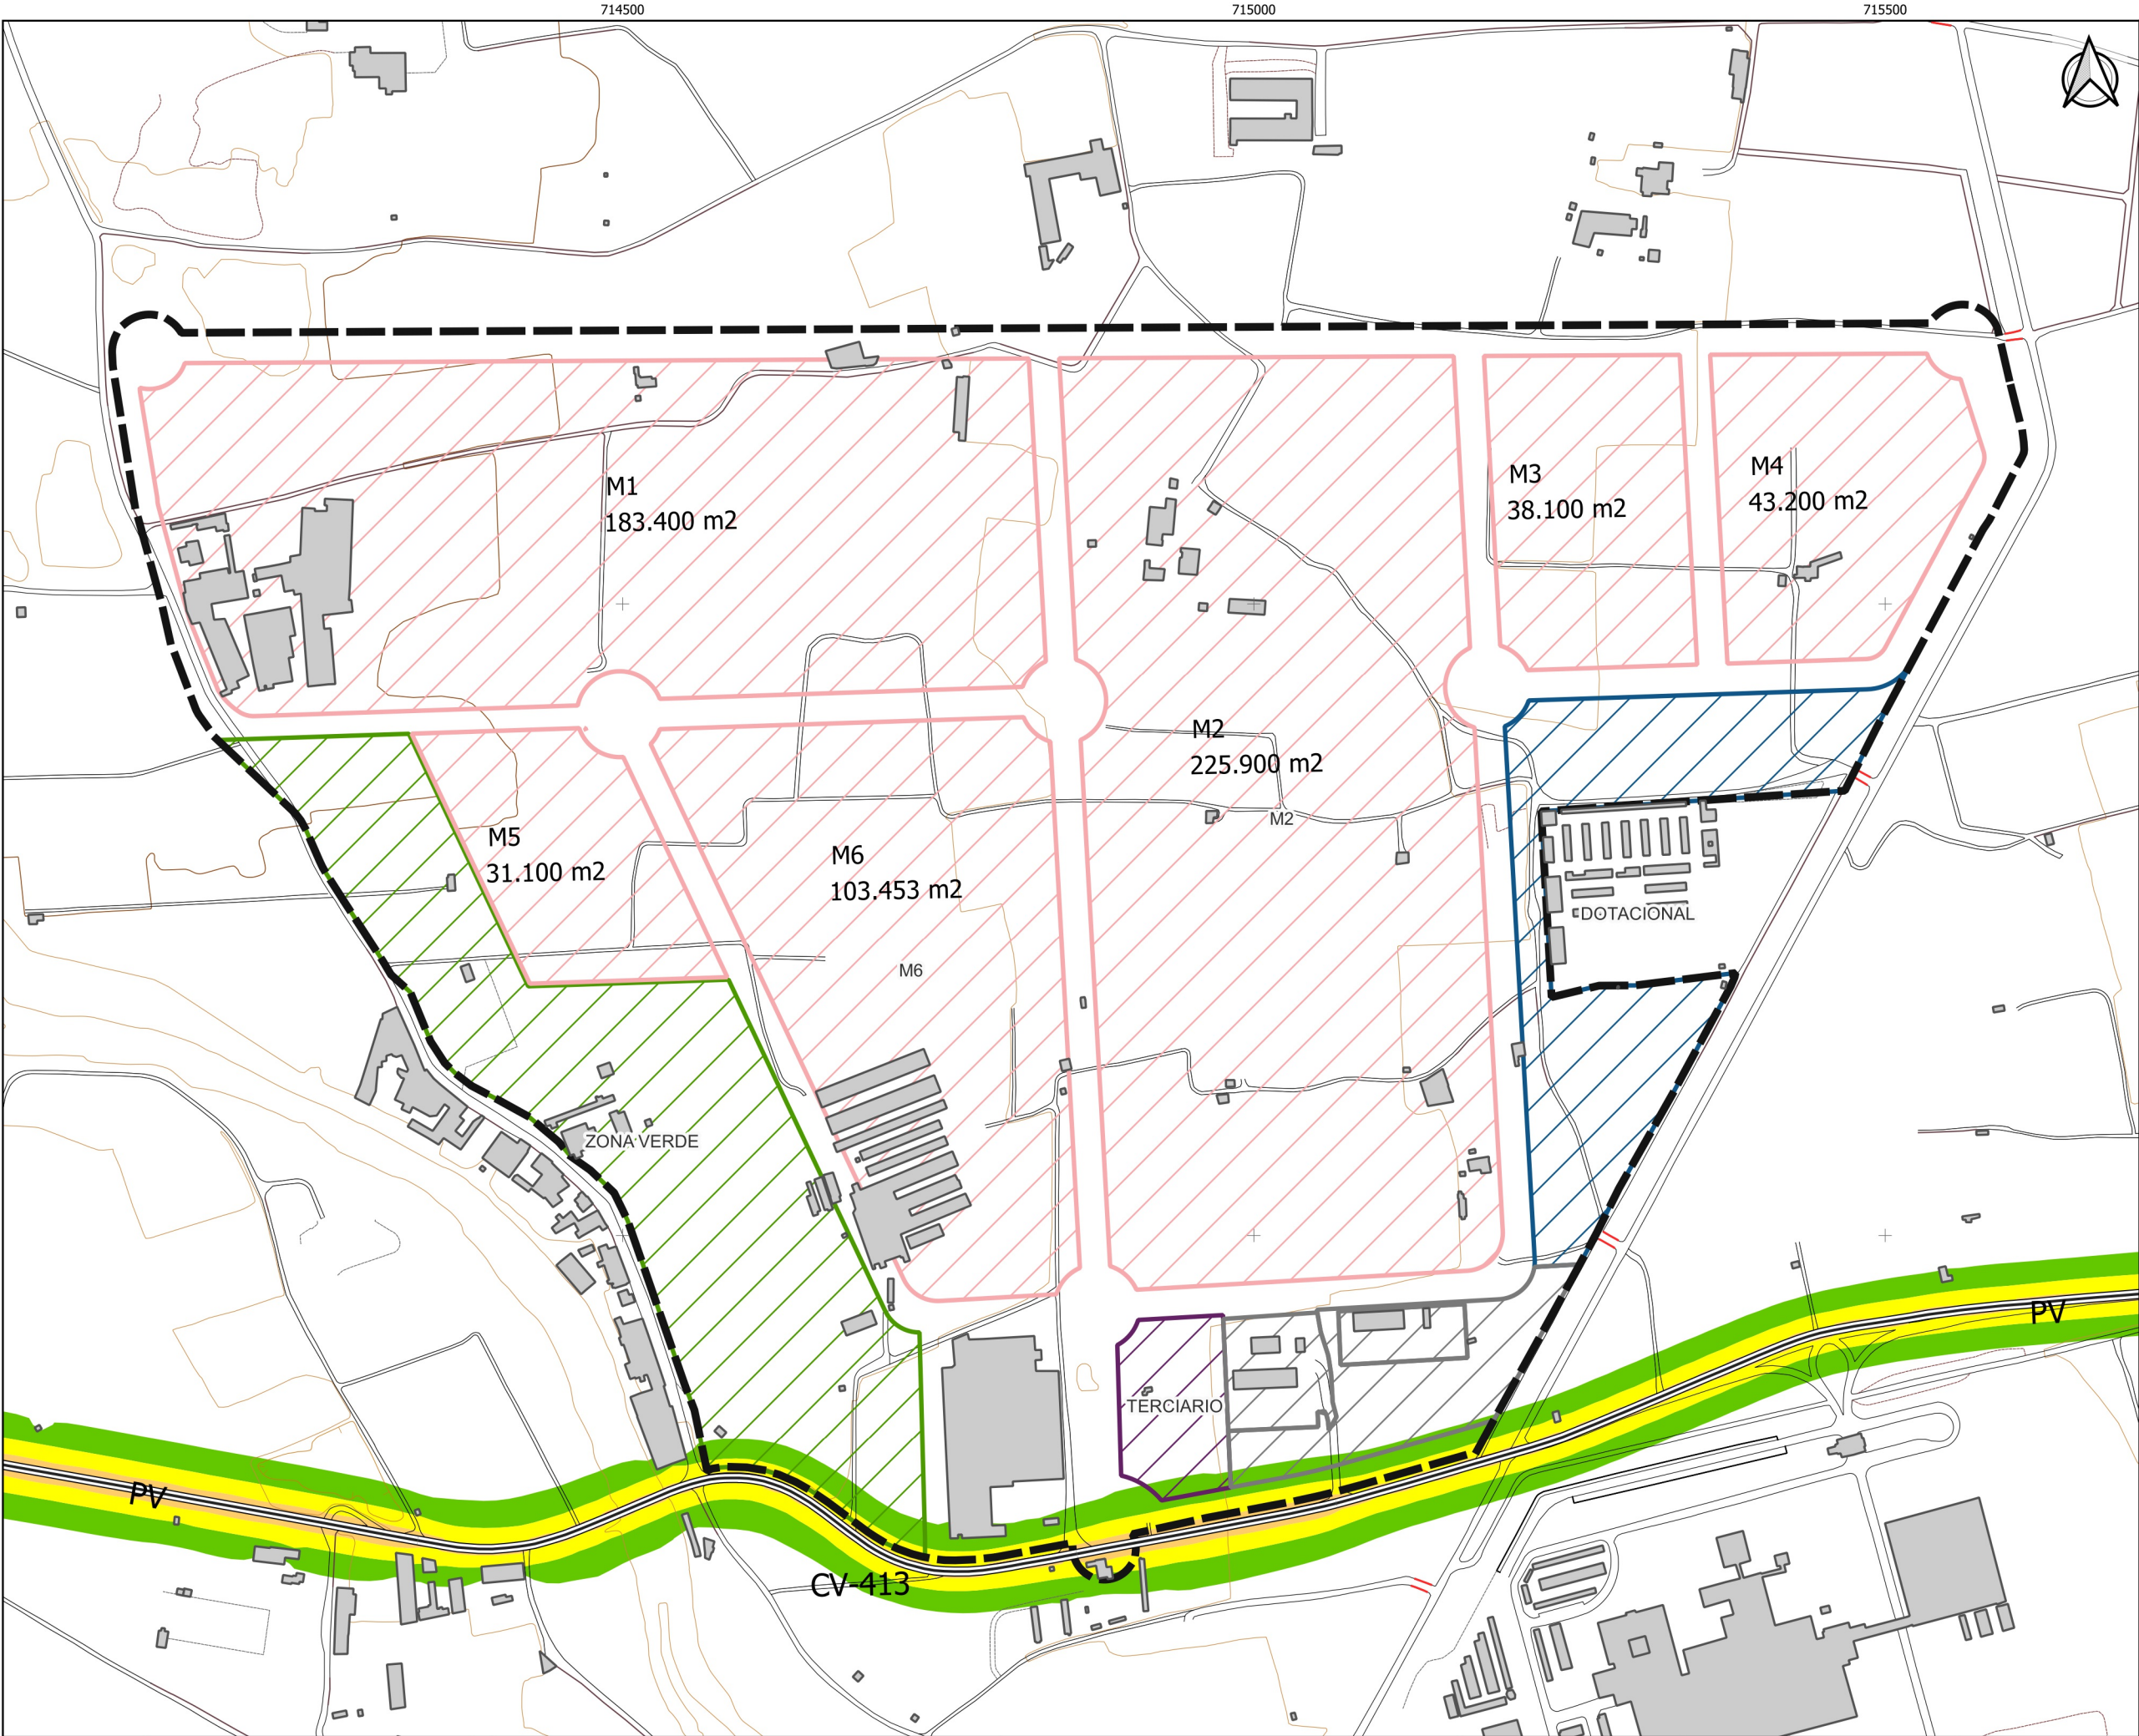 714500
715000
715500
M1
183.400 m2
M3
38.100 m2
M4
43.200 m2
M2
225.900 m2
M2
M5
31.100 m2
M6
103.453 m2
M6
DOTACIONAL
ZONA VERDE
TERCIARIO
PV
PV
CV-413